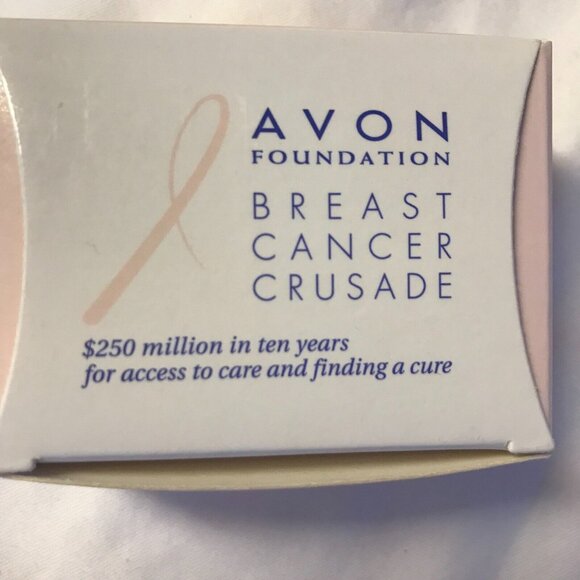 AVON
FOUNDATION
BREAST
CANCER
CRUSADE
$250 million in ten years
for access to care and finding a cure